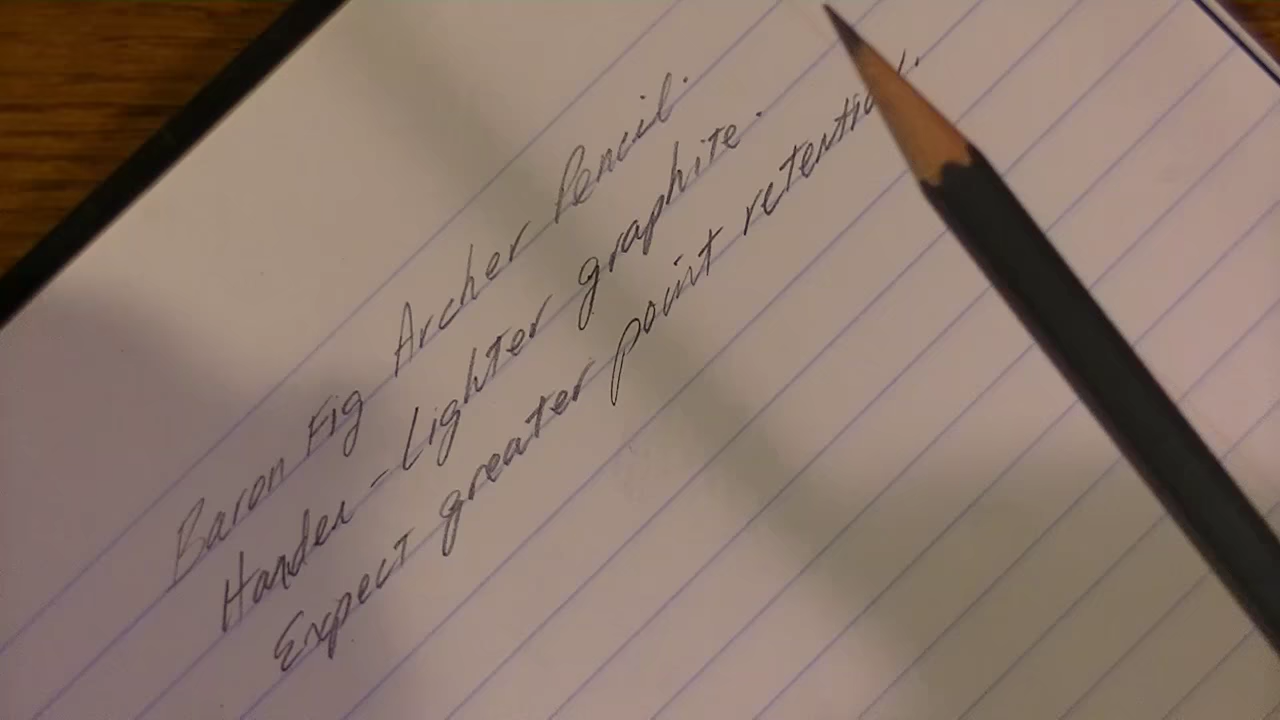 Baron Fig Archer Pencil.
Harder - Lighter graphite.
Expect greater point retention.